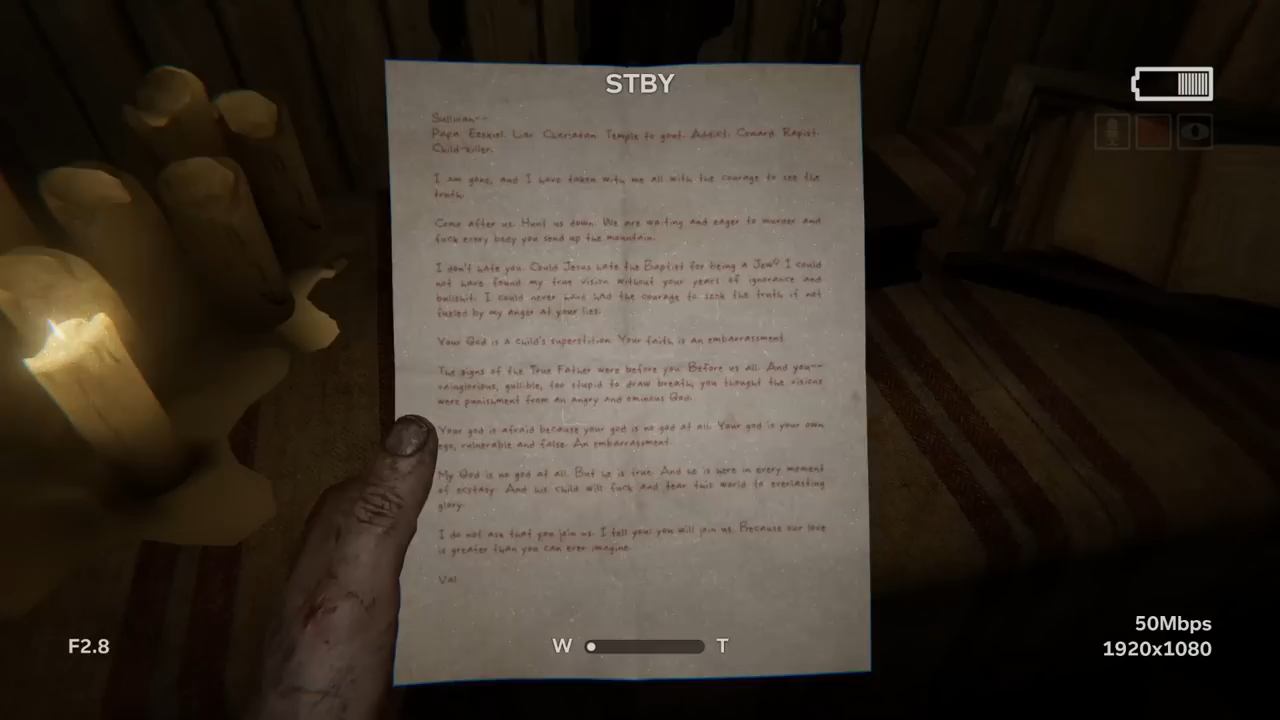 STBY
Sullivan--
Papa Ezekiel. Liar. Charlatan. Temple to gout. Addict. Coward. Rapist.
Child-killer.
I am gone, and I have taken with me all with the courage to see the
truth.
Come after us. Hunt us down. We are waiting and eager to murder and
fuck every body you send up the mountain.
I don't hate you. Could Jesus hate the Baptist for being a Jew? I could
not have found my true vision without your years of ignorance and
bullshit. I could never have had the courage to seek the truth if not
fueled by my anger at your lies.
Your God is a child's superstition. Your faith is an embarrassment.
The signs of the True Father were before you. Before us all. And you--
vainglorious, gullible, too stupid to draw breath, you thought the visions
were punishment from an angry and ominous God.
Your god is afraid because your god is no god at all. Your god is your own
ego, vulnerable and false. An embarrassment.
My God is no god at all. But he is true. And he is here in every moment
of ecstasy. And his child will fuck and tear this world to everlasting
glory.
I do not ask that you join us. I tell you: you will join us. Because our love
is greater than you can ever imagine.
Val
F2.8
W T
50Mbps
1920x1080